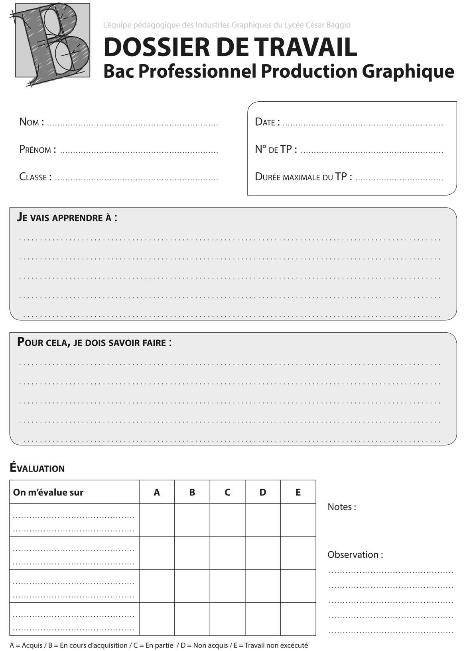 B
L'équipe pédagogique des Industries Graphiques du Lycée César Baggio
DOSSIER DE TRAVAIL
Bac Professionnel Production Graphique
NOM :
PRÉNOM :
CLASSE :
DATE :
N° DE TP :
DURÉE MAXIMALE DU TP :
JE VAIS APPRENDRE À :
POUR CELA, JE DOIS SAVOIR FAIRE :
ÉVALUATION
On m'évalue sur A B C D E
Notes :
Observation :
A = Acquis / B = En cours d'acquisition / C = En partie / D = Non acquis / E = Travail non excécuté